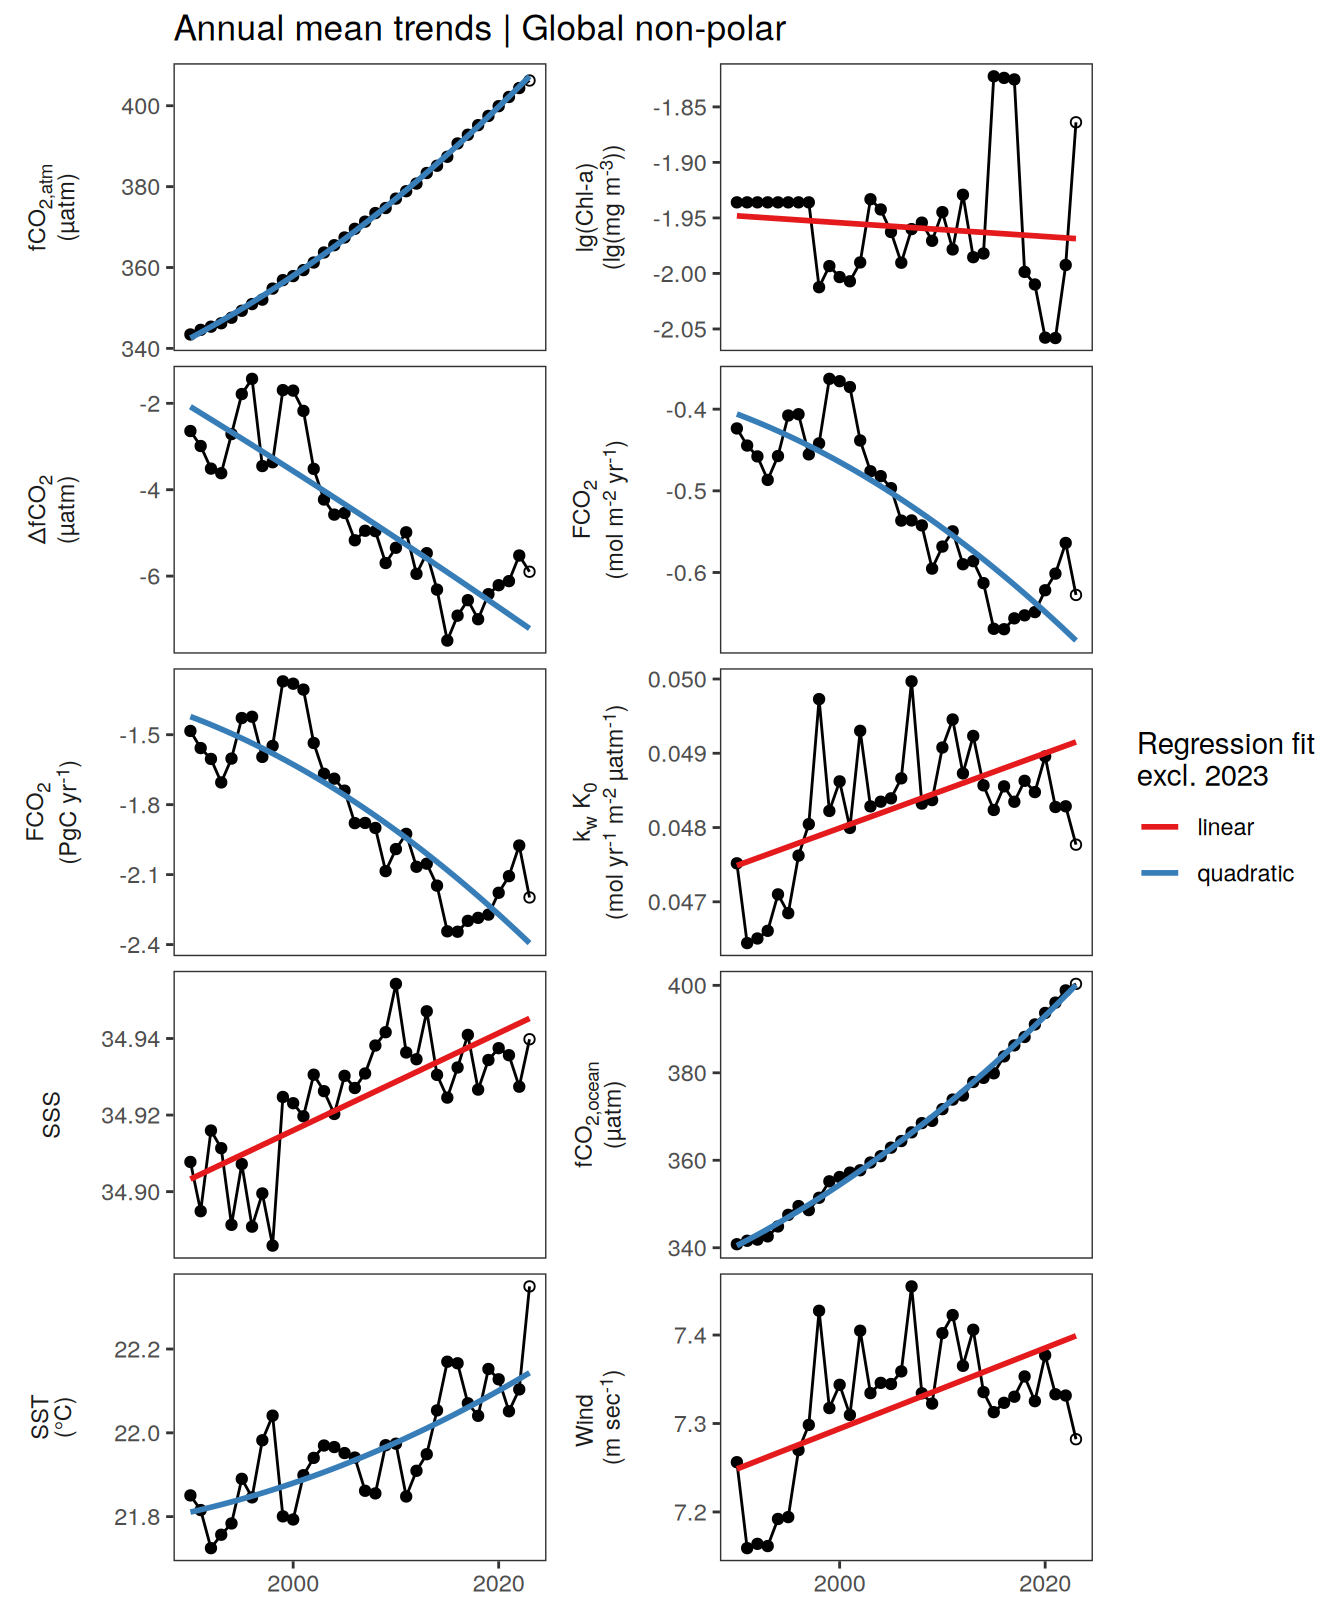 Annual mean trends | Global non-polar
fCO2,atm
(µatm)
400
380
360
340
lg(Chl-a)
(lg(mg m-3))
-1.85
-1.90
-1.95
-2.00
-2.05
ΔfCO2
(µatm)
-2
-4
-6
FCO2
(mol m-2 yr-1)
-0.4
-0.5
-0.6
FCO2
(PgC yr-1)
-1.5
-1.8
-2.1
-2.4
kw K0
(mol yr-1 m-2 µatm-1)
0.050
0.049
0.048
0.047
SSS
34.94
34.92
34.90
fCO2,ocean
(µatm)
400
380
360
340
SST
(°C)
22.2
22.0
21.8
2000
2020
Wind
(m sec-1)
7.4
7.3
7.2
2000
2020
Regression fit
excl. 2023
linear
quadratic